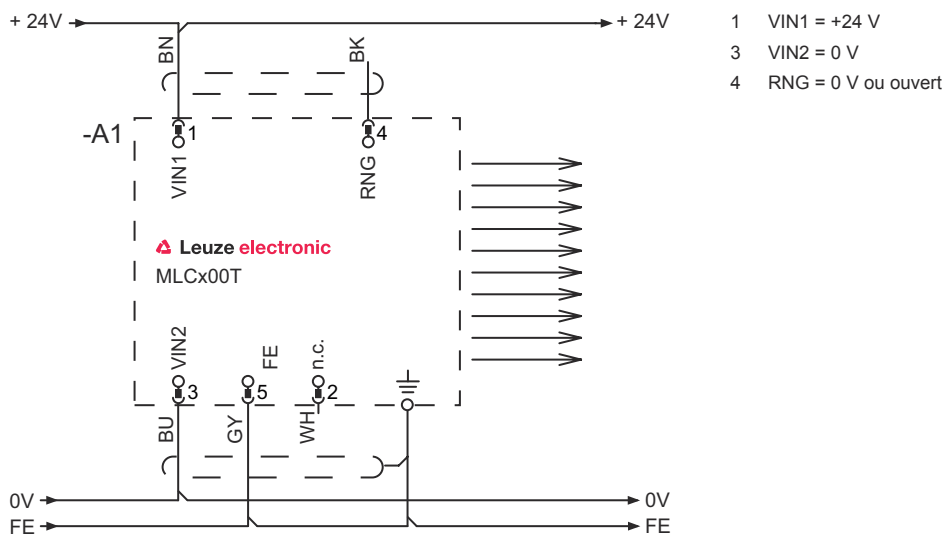 + 24V
+ 24V
1 VIN1 = +24 V
3 VIN2 = 0 V
4 RNG = 0 V ou ouvert
BN
BK
-A1
1
4
VIN1
RNG
Leuze electronic
MLCx00T
VIN2
FE
n.c.
3
5
2
BU
GY
WH
0V
0V
FE
FE